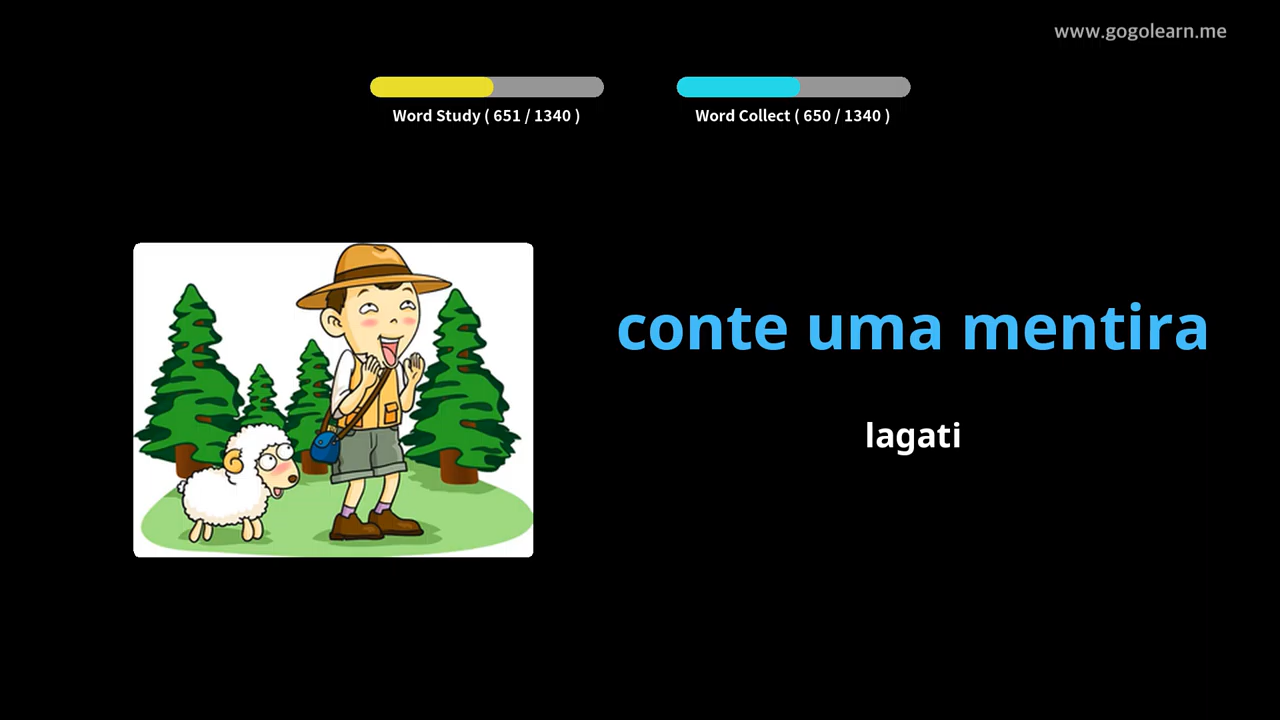 www.gogolearn.me
Word Study ( 651 / 1340 )
Word Collect ( 650 / 1340 )
conte uma mentira
lagati